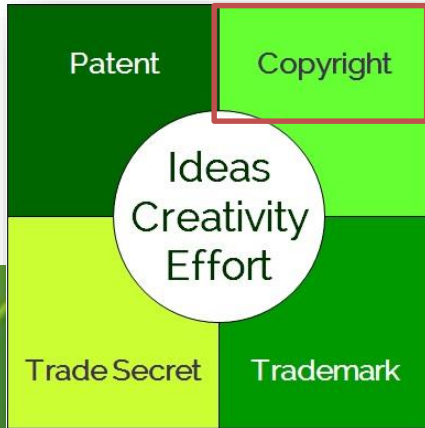 Patent
Copyright
Ideas
Creativity
Effort
Trade Secret
Trademark